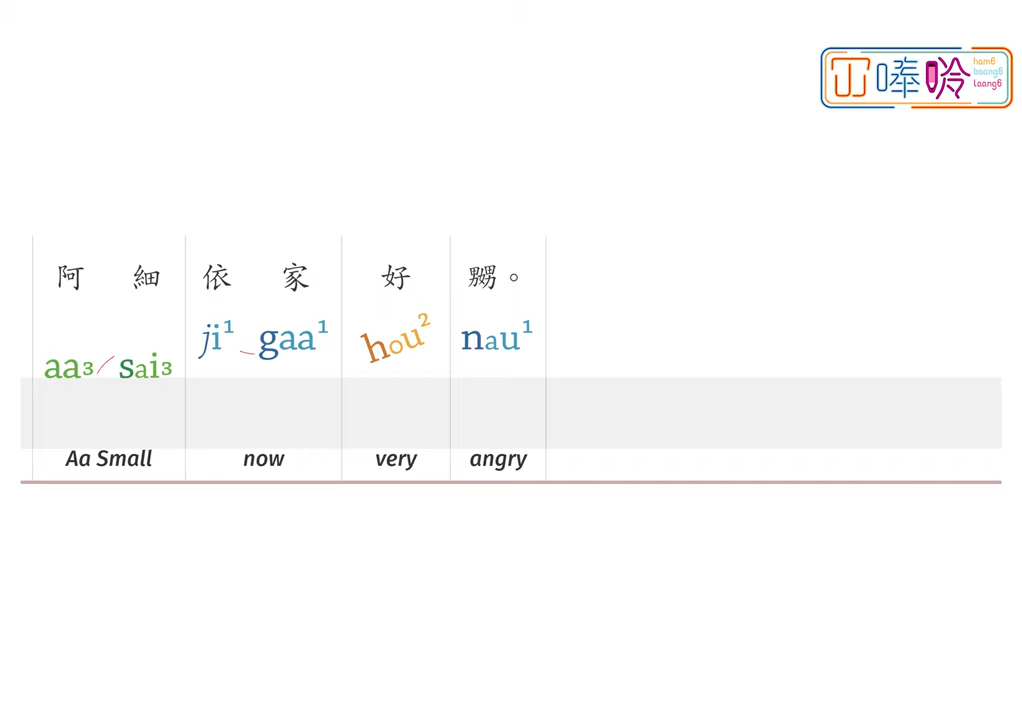 冚唪唥
ham6
baang6
laang6
阿細 依家 好 嬲。
aa3 sai3 ji1 gaa1 hou2 nau1
Aa Small now very angry